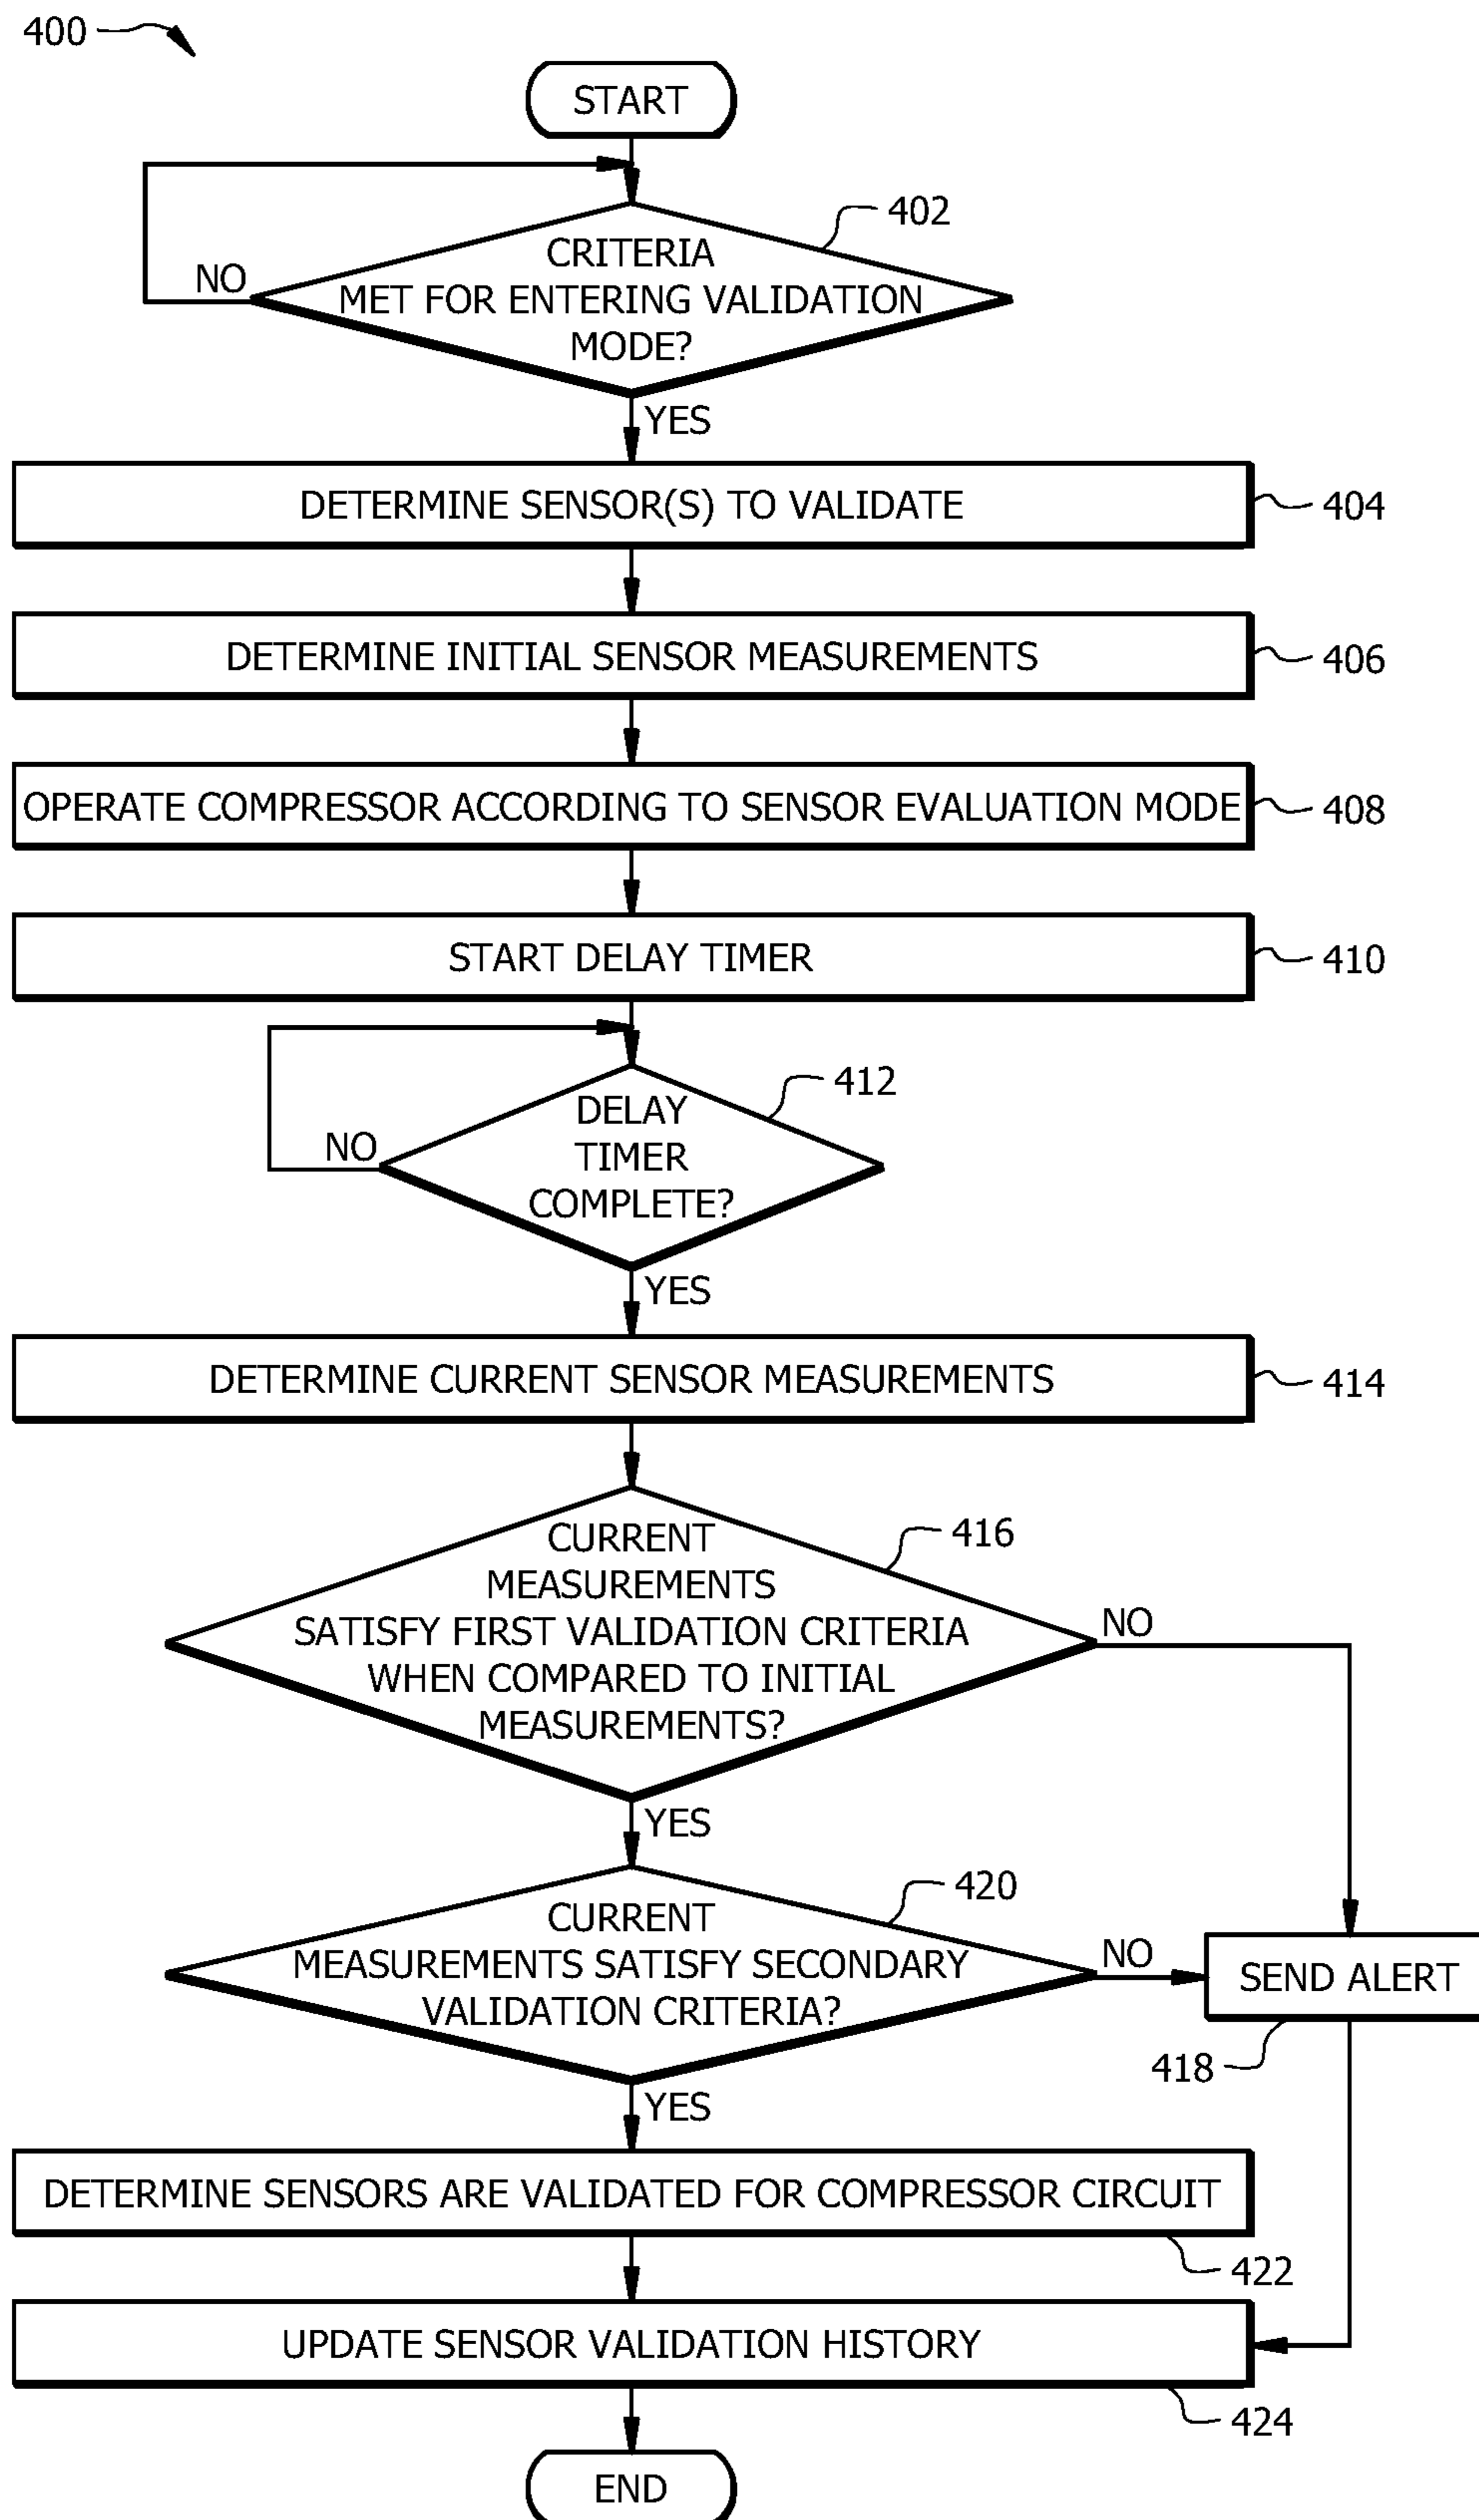 400
START
402
CRITERIA
MET FOR ENTERING VALIDATION
MODE?
NO
YES
DETERMINE SENSOR(S) TO VALIDATE
404
DETERMINE INITIAL SENSOR MEASUREMENTS
406
OPERATE COMPRESSOR ACCORDING TO SENSOR EVALUATION MODE
408
START DELAY TIMER
410
412
DELAY
TIMER
COMPLETE?
NO
YES
DETERMINE CURRENT SENSOR MEASUREMENTS
414
416
CURRENT
MEASUREMENTS
SATISFY FIRST VALIDATION CRITERIA
WHEN COMPARED TO INITIAL
MEASUREMENTS?
NO
YES
420
CURRENT
MEASUREMENTS SATISFY SECONDARY
VALIDATION CRITERIA?
NO
SEND ALERT
418
YES
DETERMINE SENSORS ARE VALIDATED FOR COMPRESSOR CIRCUIT
422
UPDATE SENSOR VALIDATION HISTORY
424
END